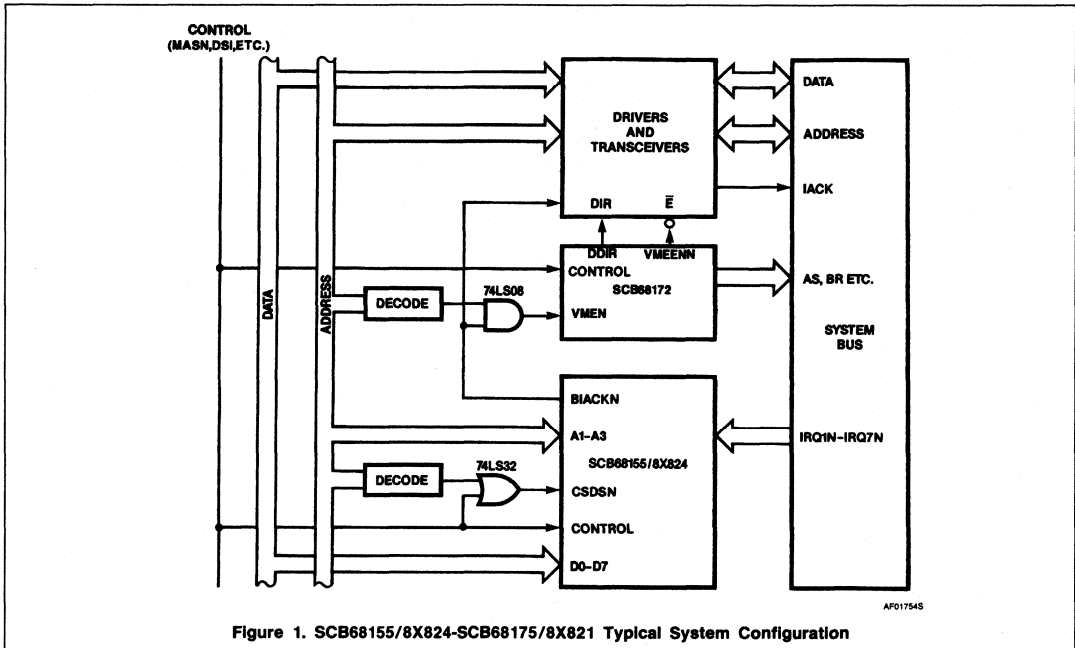 CONTROL
(MASN,DSI,ETC.)
DATA
ADDRESS
DRIVERS
AND
TRANSCEIVERS
DIR
E
DATA
ADDRESS
IACK
DDIR
VMEENN
CONTROL
SCB68172
VMEN
AS, BR ETC.
DECODE
74LS08
SYSTEM
BUS
BIACKN
A1-A3
SCB68155/8X824
CSDSN
CONTROL
D0-D7
IRQ1N-IRQ7N
DECODE
74LS32
AF01754S
Figure 1. SCB68155/8X824-SCB68175/8X821 Typical System Configuration